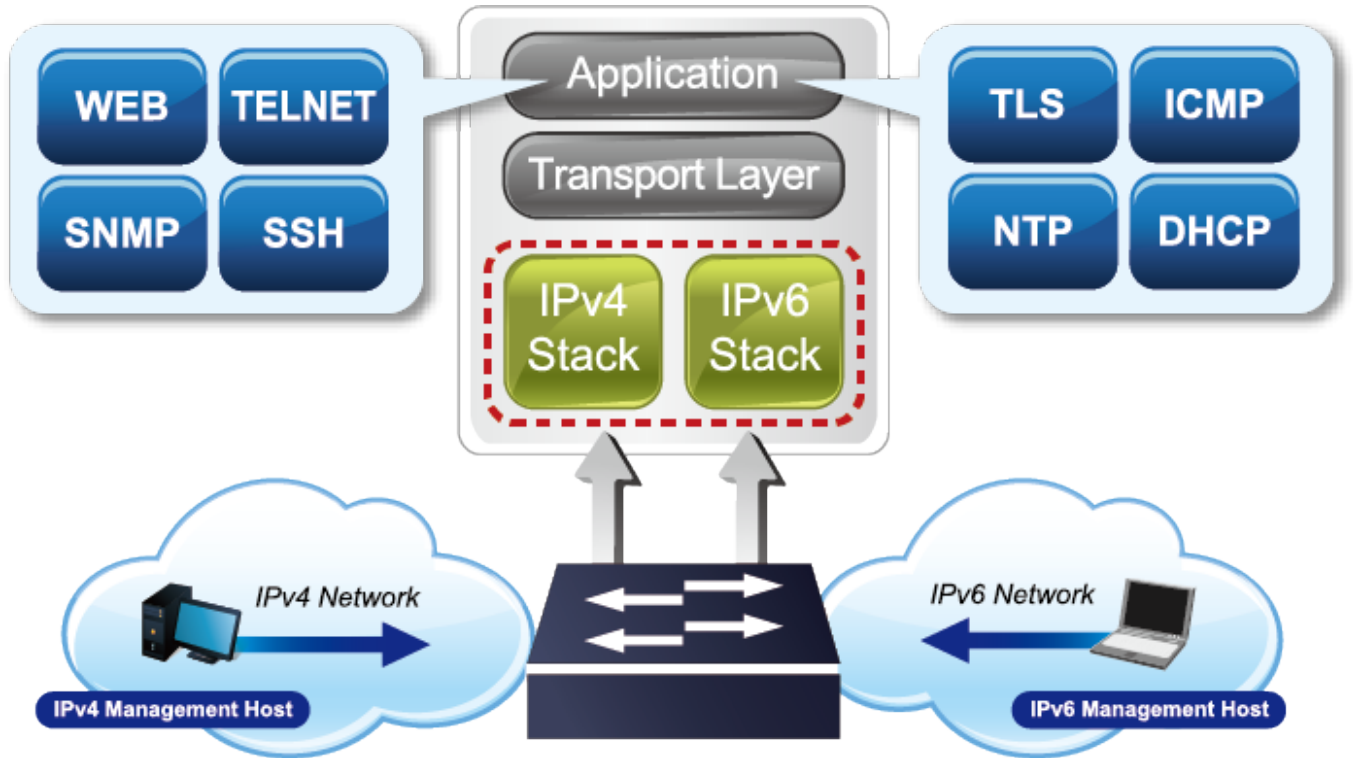 WEB
TELNET
SNMP
SSH
Application
Transport Layer
IPv4
Stack
IPv6
Stack
TLS
ICMP
NTP
DHCP
IPv4 Network
IPv4 Management Host
IPv6 Network
IPv6 Management Host